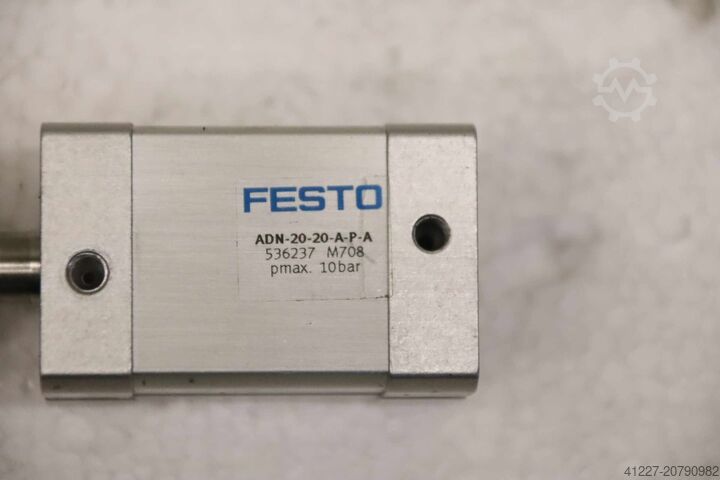 FESTO
ADN-20-20-A-P-A
536237 M708
pmax. 10bar
41227-20790982